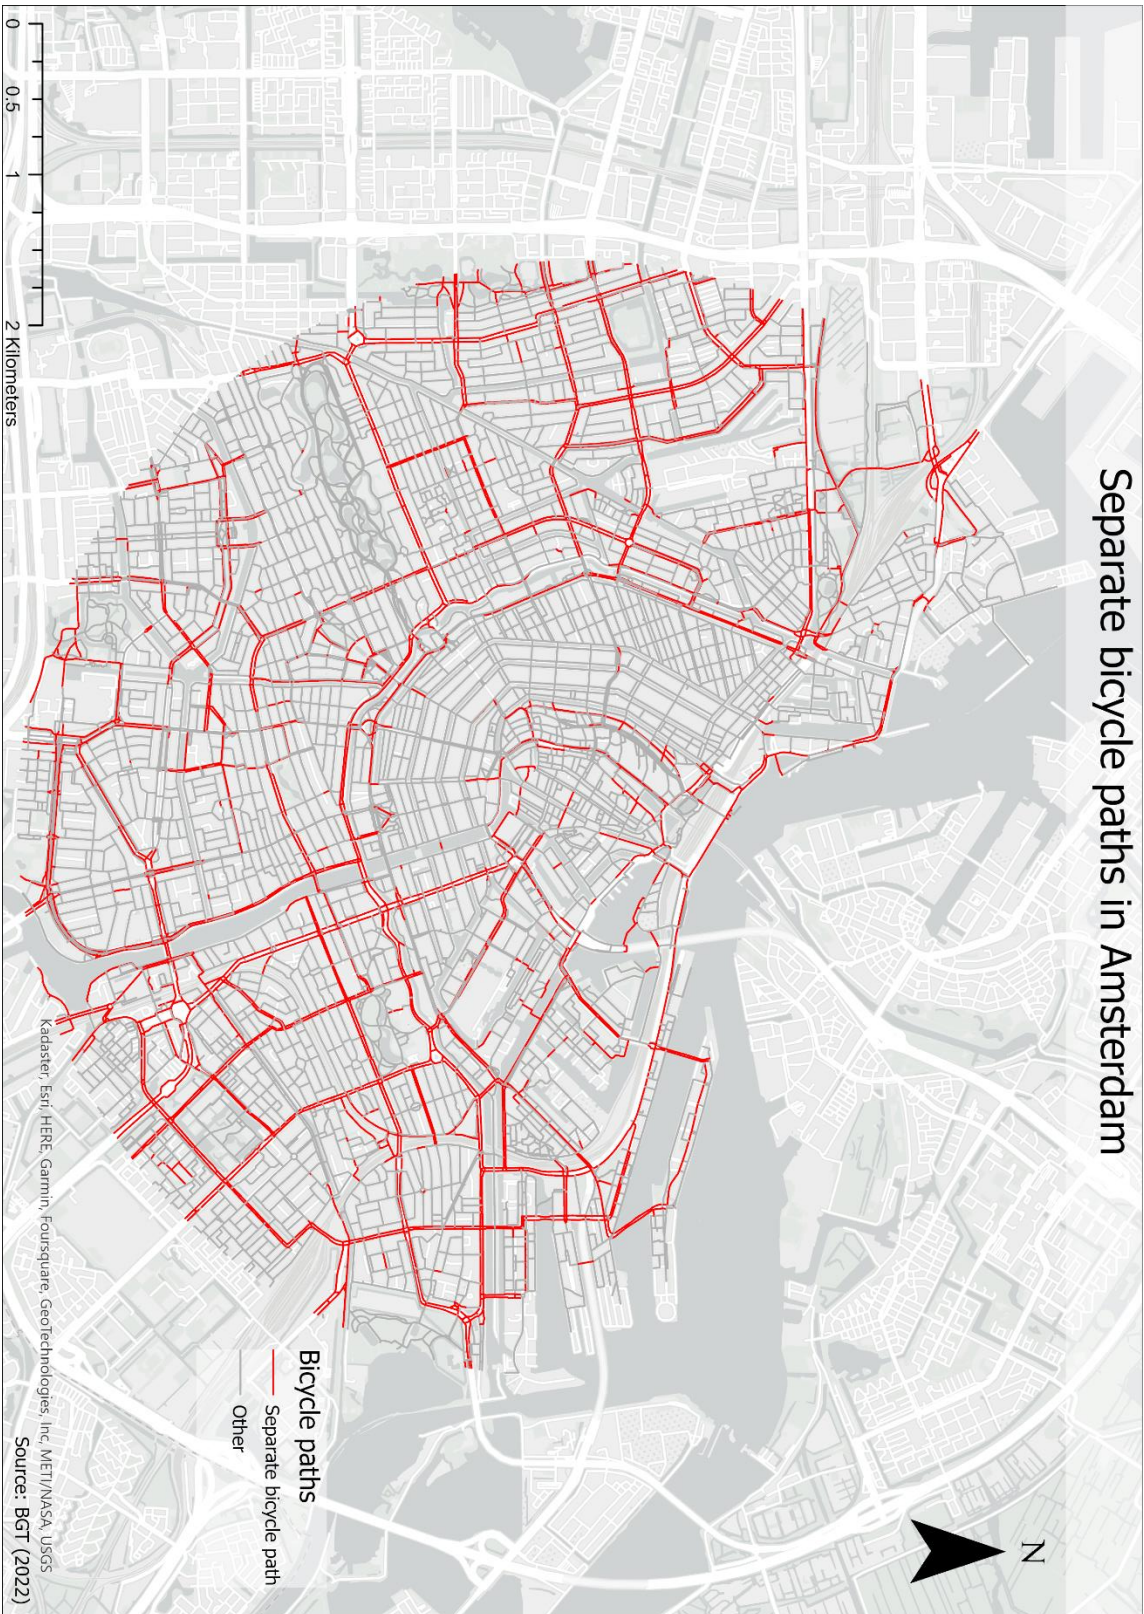 Separate bicycle paths in Amsterdam
N
Bicycle paths
Separate bicycle path
Other
0 0.5 1 2 Kilometers
Kadaster, Esri, HERE, Garmin, Foursquare, GeoTechnologies, Inc, METI/NASA, USGS
Source: BGT (2022)